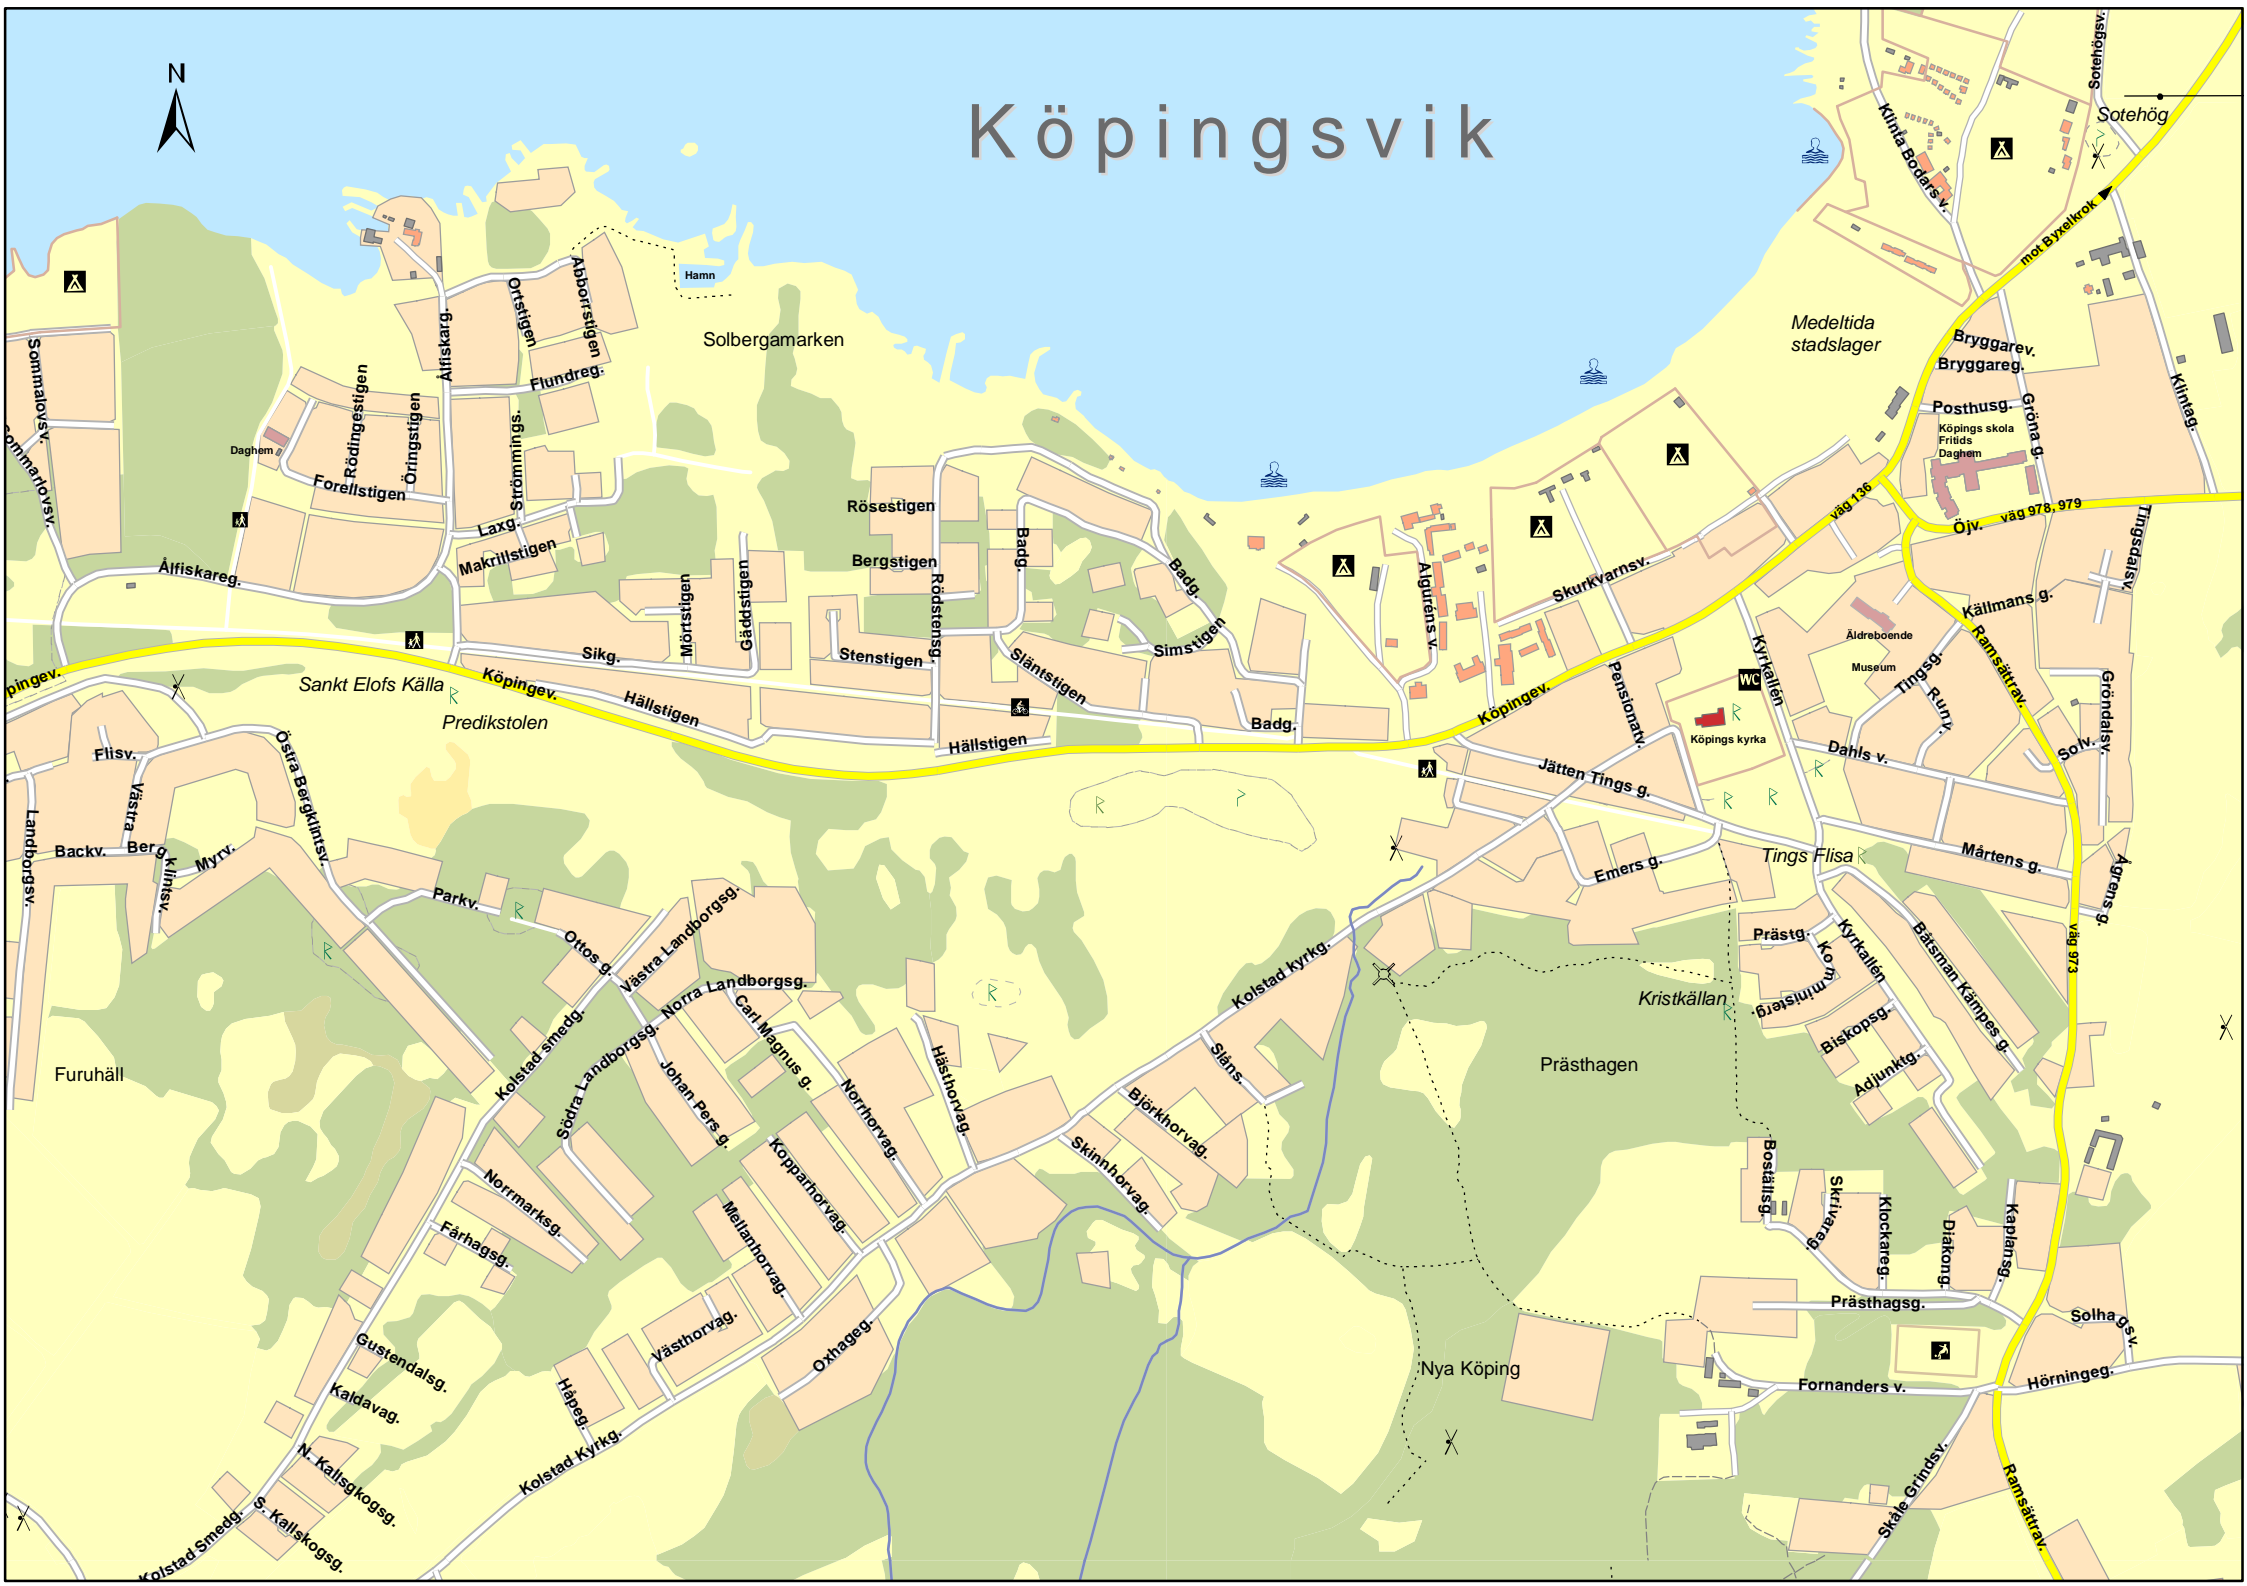 Köpingsvik
N
Sotehögsv.
Sotehög
Klinta Bodars v.
mot Byxelkrok
Hamn
Solbergamarken
Ålfiskarg.
Ortstigen
Abborrstigen
Flundreg.
Sommalovsv.
Sommarlovsv.
Daghem
Rödingestigen
Öringstigen
Forellstigen
Strömmings.
Laxg.
Makrillstigen
Ålfiskareg.
Medeltida
stadslager
Bryggarev.
Bryggareg.
Posthusg.
Gröna g.
Klintag.
Köpings skola
Fritids
Daghem
väg 136
Öjv.
väg 978, 979
Tingsdalsv.
Rösestigen
Bergstigen
Rödstensg.
Badg.
Badg.
Simstigen
Släntstigen
Stenstigen
Mörtstigen
Gäddstigen
Sikg.
Hällstigen
Hällstigen
Badg.
Alguréns v.
Skurkvarnsv.
Pensionatv.
Kyrkallén
Källmans g.
Äldreboende
Museum
Tingsg.
Runv.
Ramsättrav.
Gröndalsv.
Solv.
WC
Köpings kyrka
Dahls v.
Jätten Tings g.
Köpingev.
Köpingev.
pingev.
Sankt Elofs Källa
Predikstolen
Flisv.
Västra
Berg
klintsv.
Östra Bergklintsv.
Landborgsv.
Backv.
Myrv.
Parkv.
Ottos g.
Västra Landborgsg.
Norra Landborgsg.
Södra Landborgsg.
Carl Magnus g.
Johan Pers g.
Kolstad smedg.
Furuhäll
Emers g.
Tings Flisa
Mårtens g.
Ågrens g.
väg 973
Båtsman Kämpes g.
Prästg.
Kyrkallén
Komministerg.
Biskopsg.
Adjunktg.
Kristkällan
Prästhagen
Kolstad kyrkg.
Släns.
Björkhorvag.
Skinnhorvag.
Hästhorvag.
Norrhorvag.
Kopparhorvag.
Mellanhorvag.
Västhorvag.
Oxhageg.
Håpeg.
Kolstad Kyrkg.
Norrmarksg.
Fårhagsg.
Gustendalsg.
Kaldavag.
N. Kallsgkogsg.
S. Kallskogsg.
Kolstad Smedg.
Boställsg.
Skrivareg.
Klockareg.
Diakong.
Kaplansg.
Prästhagsg.
Solhagsv.
Hörningeg.
Fornanders v.
Nya Köping
Skåle Grindsv.
Ramsättrav.